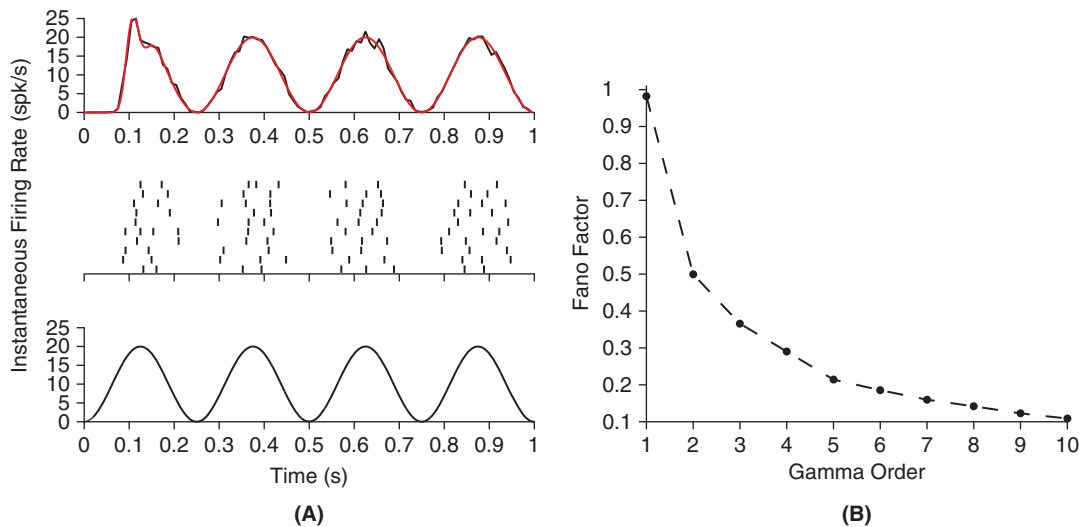 Instantaneous Firing Rate (spk/s)
25
20
15
10
5
0
0 0.1 0.2 0.3 0.4 0.5 0.6 0.7 0.8 0.9 1
25
20
15
10
5
0
0 0.1 0.2 0.3 0.4 0.5 0.6 0.7 0.8 0.9 1
Time (s)
(A)
Fano Factor
1
0.9
0.8
0.7
0.6
0.5
0.4
0.3
0.2
0.1
1 2 3 4 5 6 7 8 9 10
Gamma Order
(B)